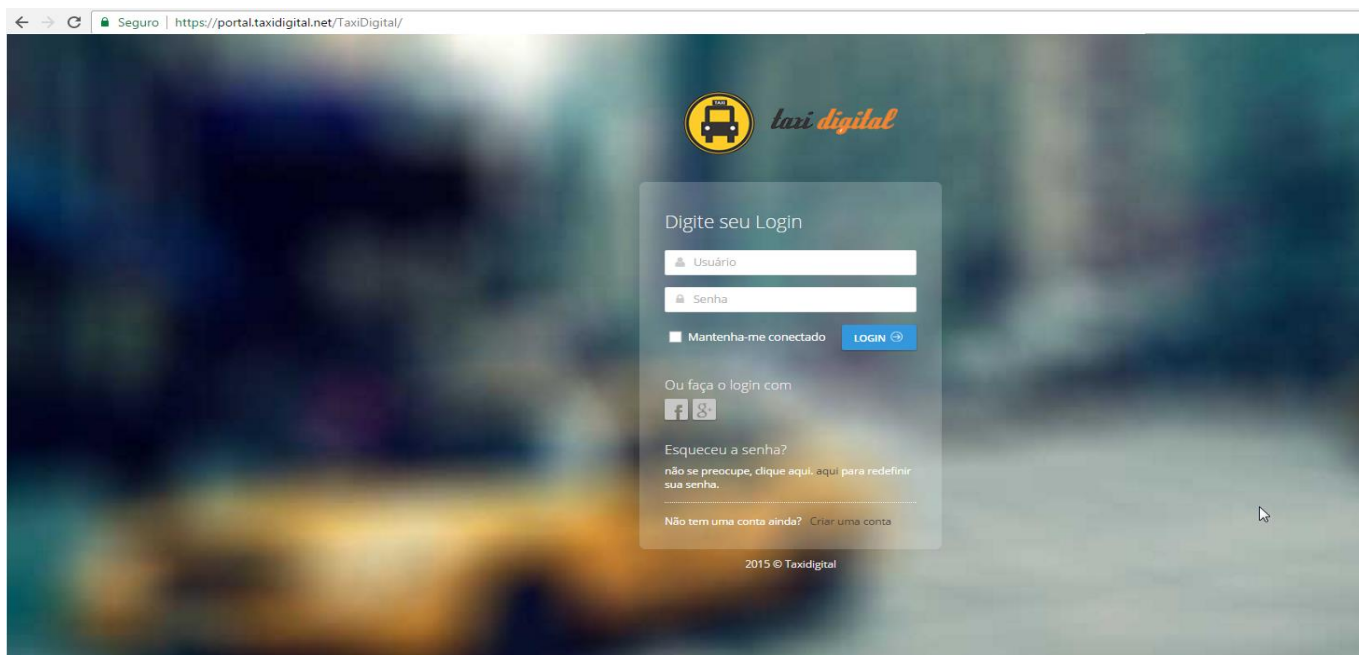 Seguro | https://portal.taxidigital.net/TaxiDigital/
TAXI
taxi digital
Digite seu Login
Usuário
Senha
Mantenha-me conectado
LOGIN
Ou faça o login com
f g+
Esqueceu a senha?
não se preocupe, clique aqui. aqui para redefinir
sua senha.
Não tem uma conta ainda? Criar uma conta
2015 © Taxidigital